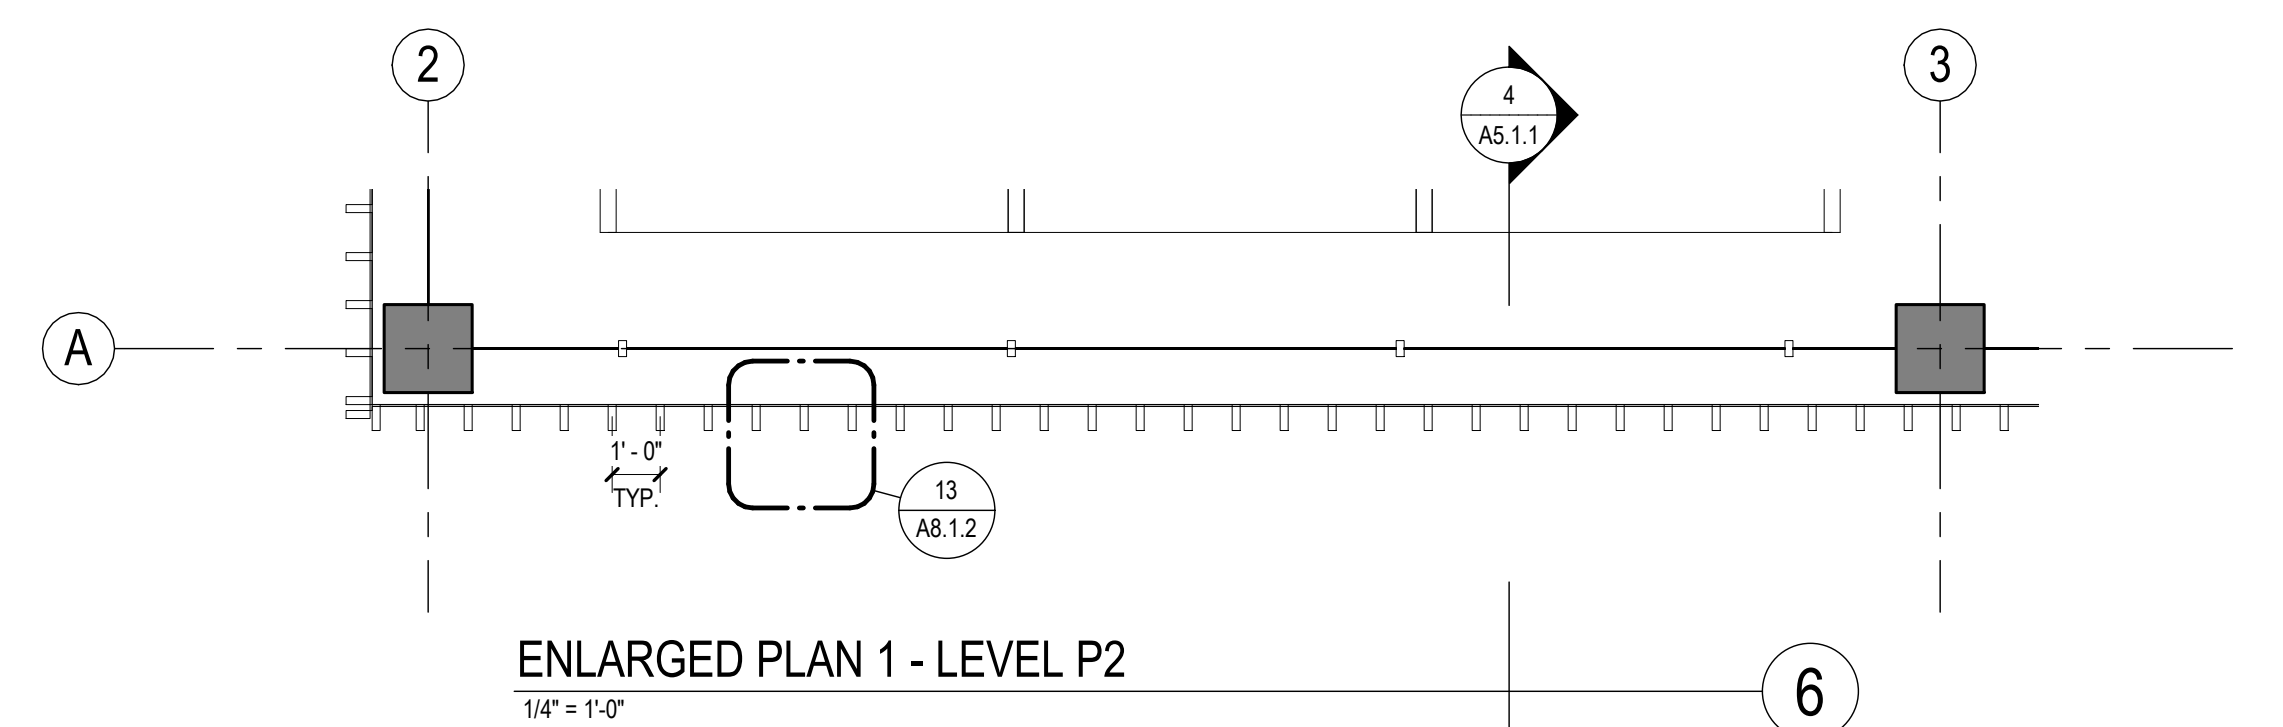 2
3
4
A5.1.1
A
1' - 0"
TYP.
13
A8.1.2
ENLARGED PLAN 1 - LEVEL P2
6
1/4" = 1'-0"